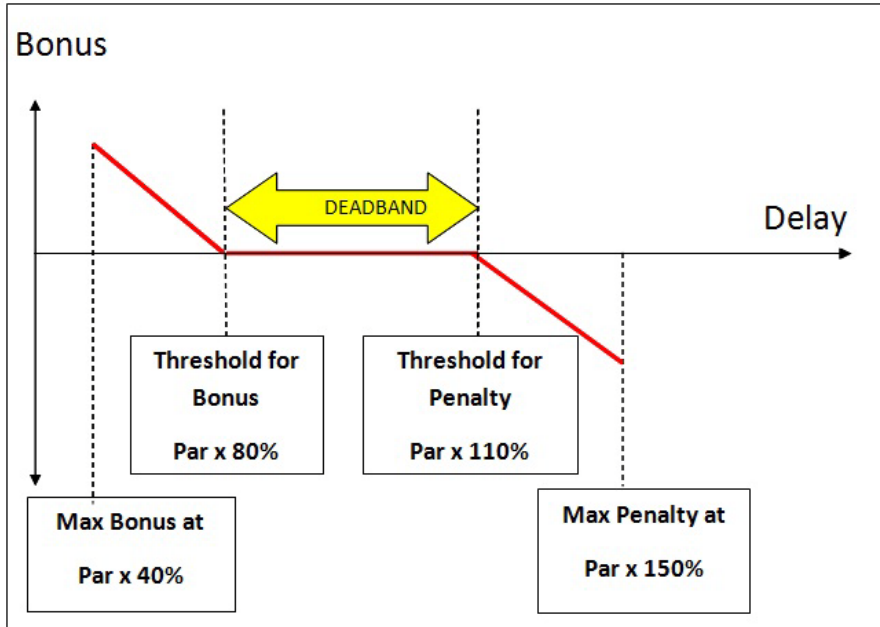 Bonus
DEADBAND
Delay
Threshold for
Bonus
Par x 80%
Threshold for
Penalty
Par x 110%
Max Bonus at
Par x 40%
Max Penalty at
Par x 150%